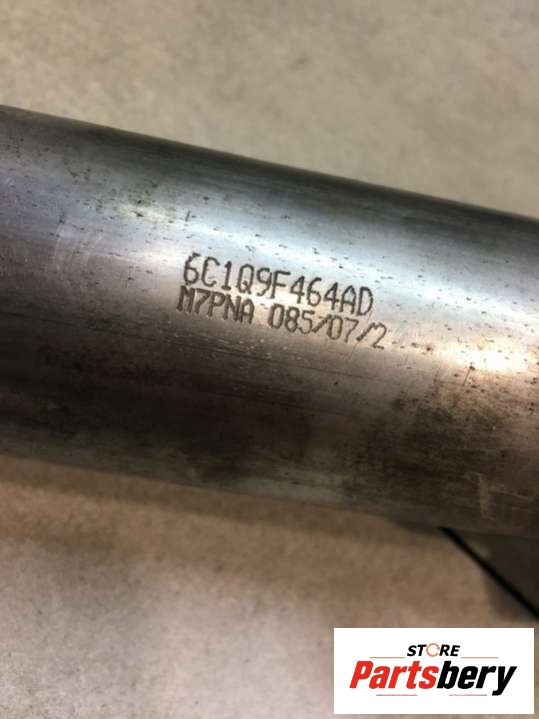 6C1Q9F464AD
M7PNA 085/07/2
STORE
Partsbery